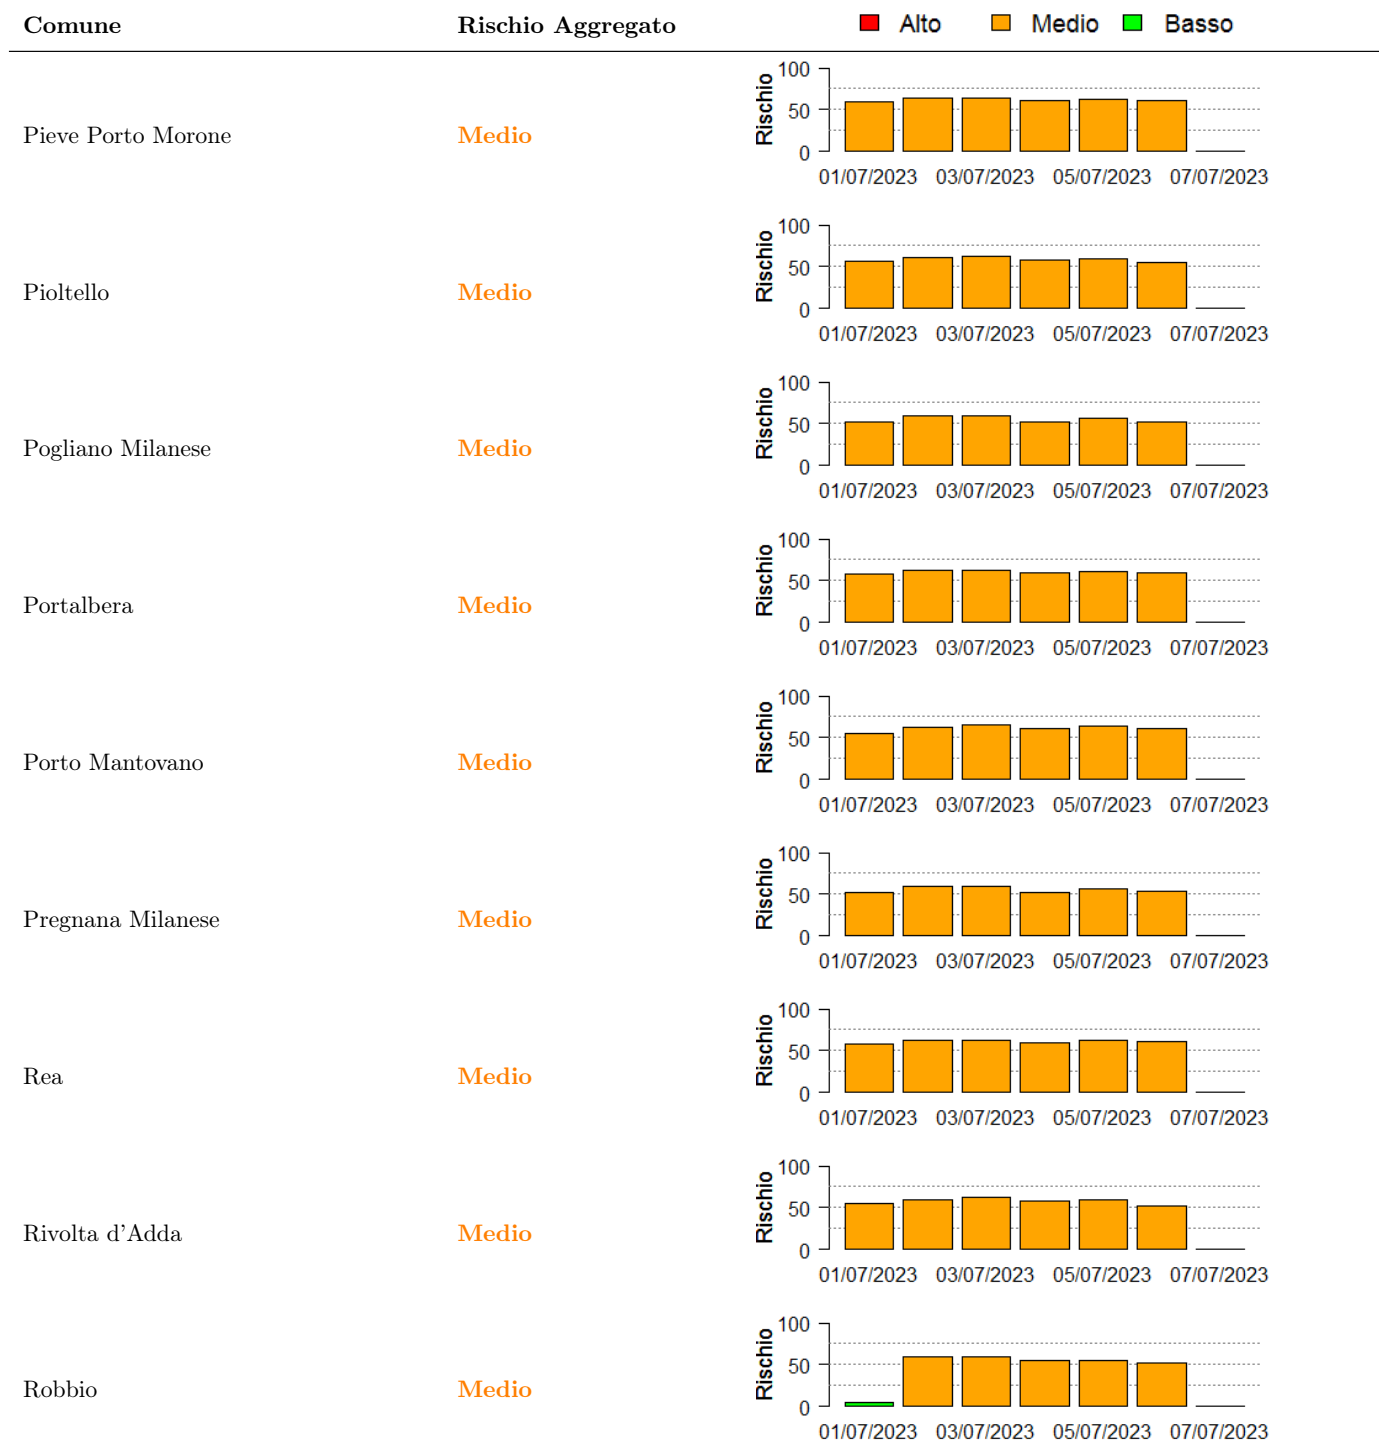 Comune Rischio Aggregato Alto Medio Basso
Pieve Porto Morone Medio Rischio 100 50 0
01/07/2023 03/07/2023 05/07/2023 07/07/2023
Pioltello Medio Rischio 100 50 0
01/07/2023 03/07/2023 05/07/2023 07/07/2023
Pogliano Milanese Medio Rischio 100 50 0
01/07/2023 03/07/2023 05/07/2023 07/07/2023
Portalbera Medio Rischio 100 50 0
01/07/2023 03/07/2023 05/07/2023 07/07/2023
Porto Mantovano Medio Rischio 100 50 0
01/07/2023 03/07/2023 05/07/2023 07/07/2023
Pregnana Milanese Medio Rischio 100 50 0
01/07/2023 03/07/2023 05/07/2023 07/07/2023
Rea Medio Rischio 100 50 0
01/07/2023 03/07/2023 05/07/2023 07/07/2023
Rivolta d'Adda Medio Rischio 100 50 0
01/07/2023 03/07/2023 05/07/2023 07/07/2023
Robbio Medio Rischio 100 50 0
01/07/2023 03/07/2023 05/07/2023 07/07/2023